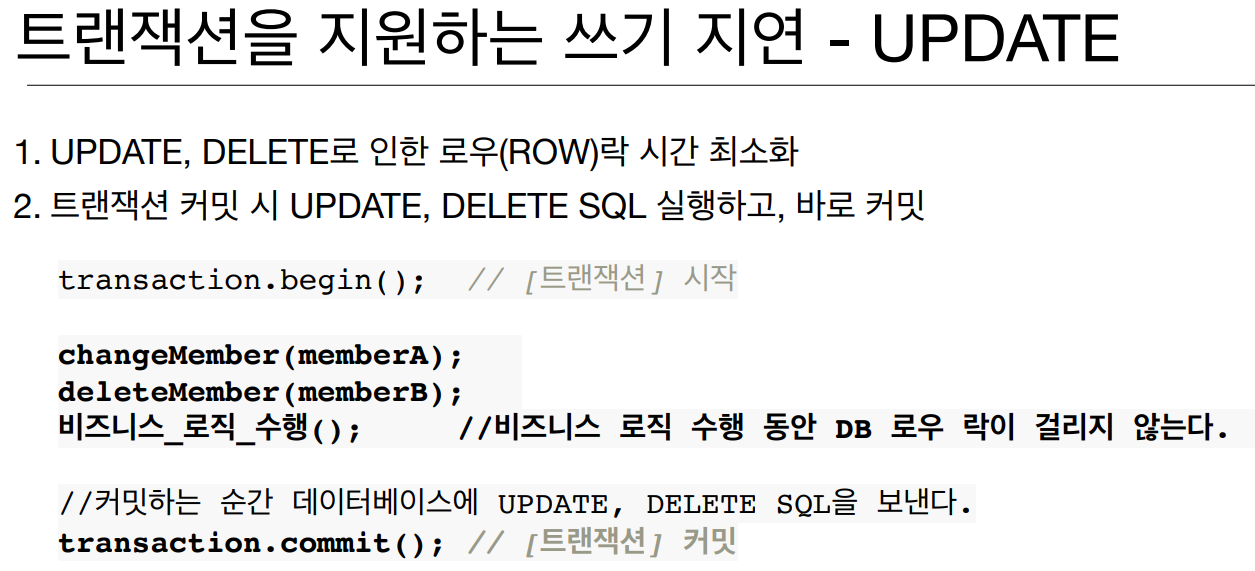 트랜잭션을 지원하는 쓰기 지연 - UPDATE
1. UPDATE, DELETE로 인한 로우(ROW)락 시간 최소화
2. 트랜잭션 커밋 시 UPDATE, DELETE SQL 실행하고, 바로 커밋
transaction.begin(); // [트랜잭션] 시작
changeMember(memberA);
deleteMember(memberB);
비즈니스_로직_수행(); //비즈니스 로직 수행 동안 DB 로우 락이 걸리지 않는다.
//커밋하는 순간 데이터베이스에 UPDATE, DELETE SQL을 보낸다.
transaction.commit(); // [트랜잭션] 커밋